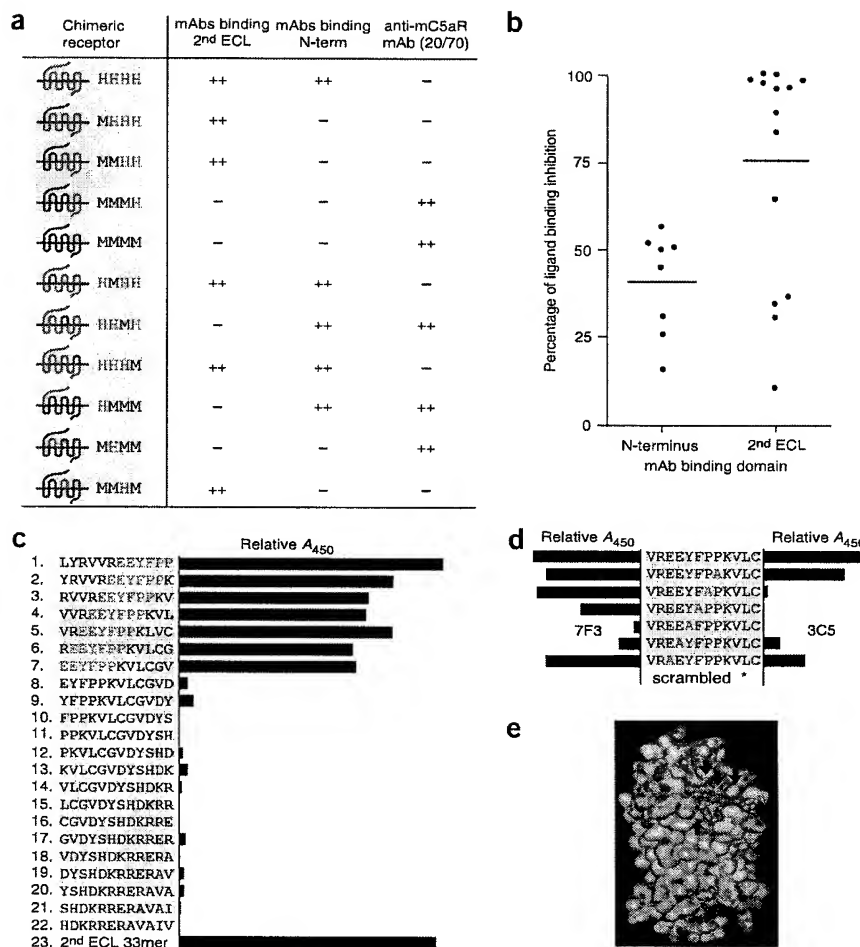 a
Chimeric receptor
mAbs binding 2nd ECL
mAbs binding N-term
anti-mC5aR mAb (20/70)
HHHH ++ ++ –
MHHH ++ – –
MMHH ++ – –
MMMH – – ++
MMMM – – ++
HMHH ++ ++ –
HHMH – ++ ++
HHHM ++ ++ –
HMMM – ++ ++
MHMM – – ++
MMHM ++ – –
b
Percentage of ligand binding inhibition
100
75
50
25
0
N-terminus
2nd ECL
mAb binding domain
c
Relative A450
1. LYRVVREEYFPP
2. YRVVREEYFPPK
3. RVVREEYFPPKV
4. VVREEYFPPKVL
5. VREEYFPPKLVC
6. REEYFPPKVLCG
7. EEYFPPKVLCGV
8. EYFPPKVLCGVD
9. YFPPKVLCGVDY
10. FPPKVLCGVDYS
11. PPKVLCGVDYSH
12. PKVLCGVDYSHD
13. KVLCGVDYSHDK
14. VLCGVDYSHDKR
15. LCGVDYSHDKRR
16. CGVDYSHDKRRE
17. GVDYSHDKRRER
18. VDYSHDKRRERA
19. DYSHDKRRERAV
20. YSHDKRRERAVA
21. SHDKRRERAVAI
22. HDKRRERAVAIV
23. 2nd ECL 33mer
d
Relative A450
Relative A450
VREEYFPPKVLC
VREEYFPAKVLC
VREEYFAPKVLC
VREEYAPPKVLC
VREEAFPPKVLC
VREAYFPPKVLC
VRAEYFPPKVLC
scrambled *
7F3
3C5
e